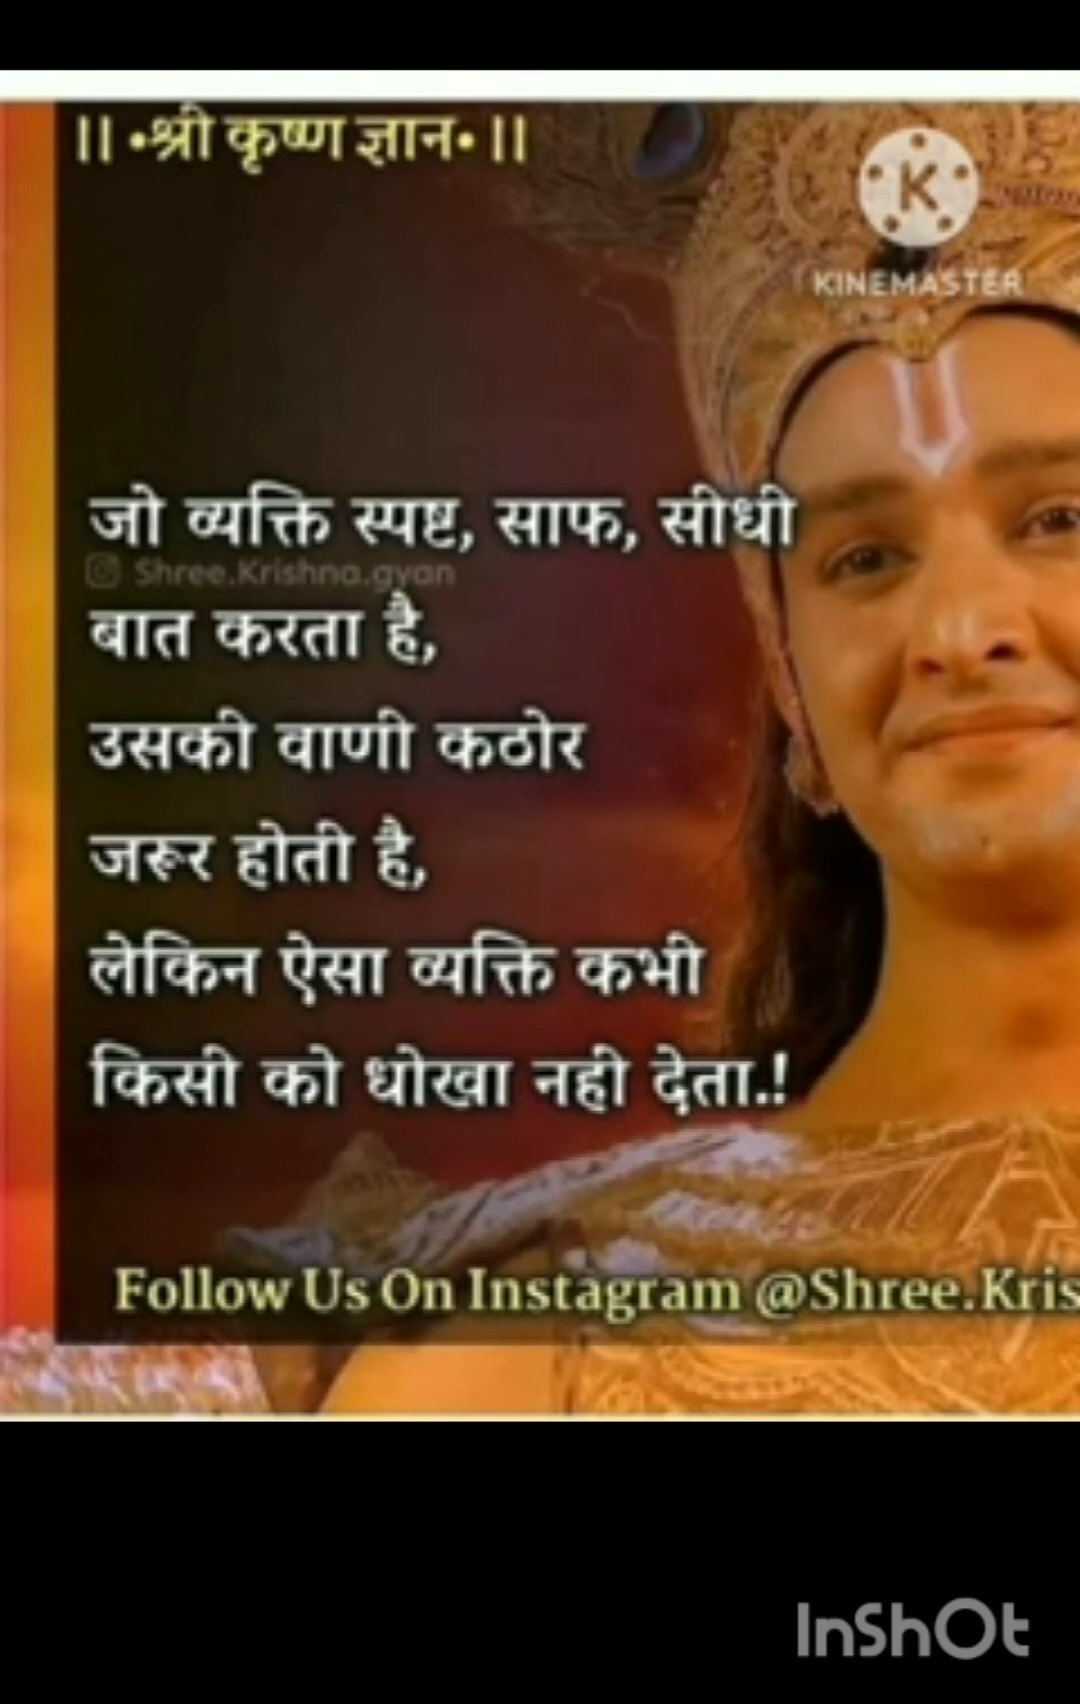 || •श्री कृष्ण ज्ञान• ||
K
KINEMASTER
जो व्यक्ति स्पष्ट, साफ, सीधी
Shree.Krishna.gyan
बात करता है,
उसकी वाणी कठोर
जरूर होती है,
लेकिन ऐसा व्यक्ति कभी
किसी को धोखा नही देता.!
Follow Us On Instagram @Shree.Kris
InShOt